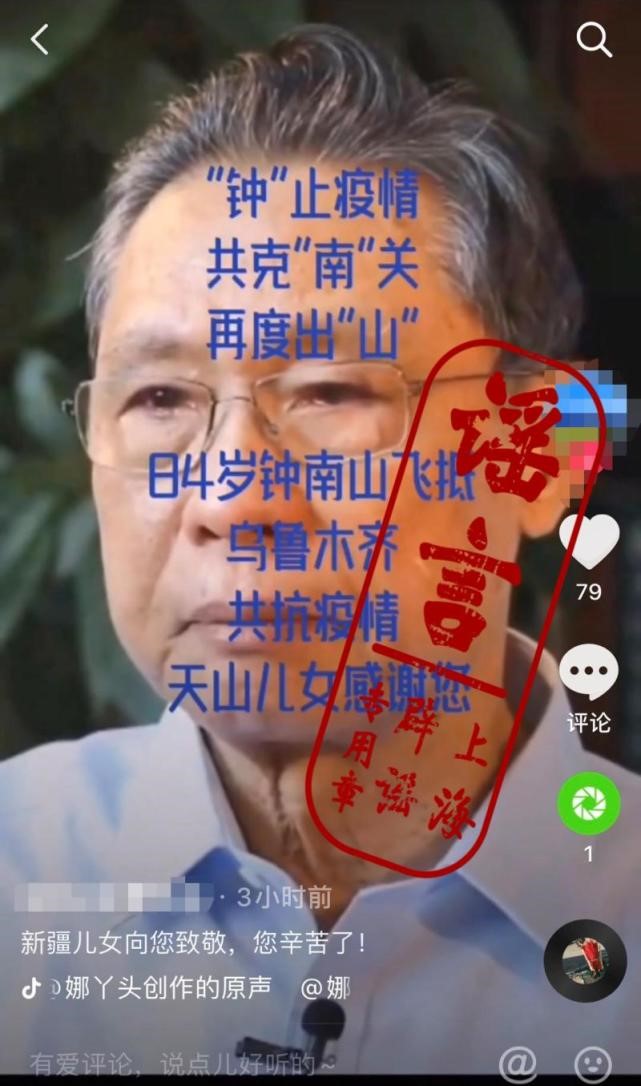 "钟"止疫情
共克"南"关
再度出"山"
84岁钟南山飞抵
乌鲁木齐
共抗疫情
天山儿女感谢您
谣言
上海
辟谣
专用章
79
评论
1
· 3小时前
新疆儿女向您致敬，您辛苦了！
@娜丫头创作的原声 @娜
有爱评论，说点儿好听的~